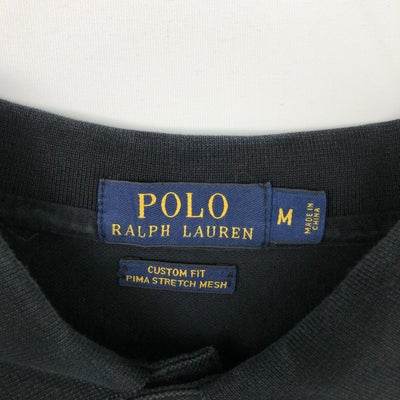 POLO
RALPH LAUREN
M
MADE IN
CHINA
CUSTOM FIT
PIMA STRETCH MESH